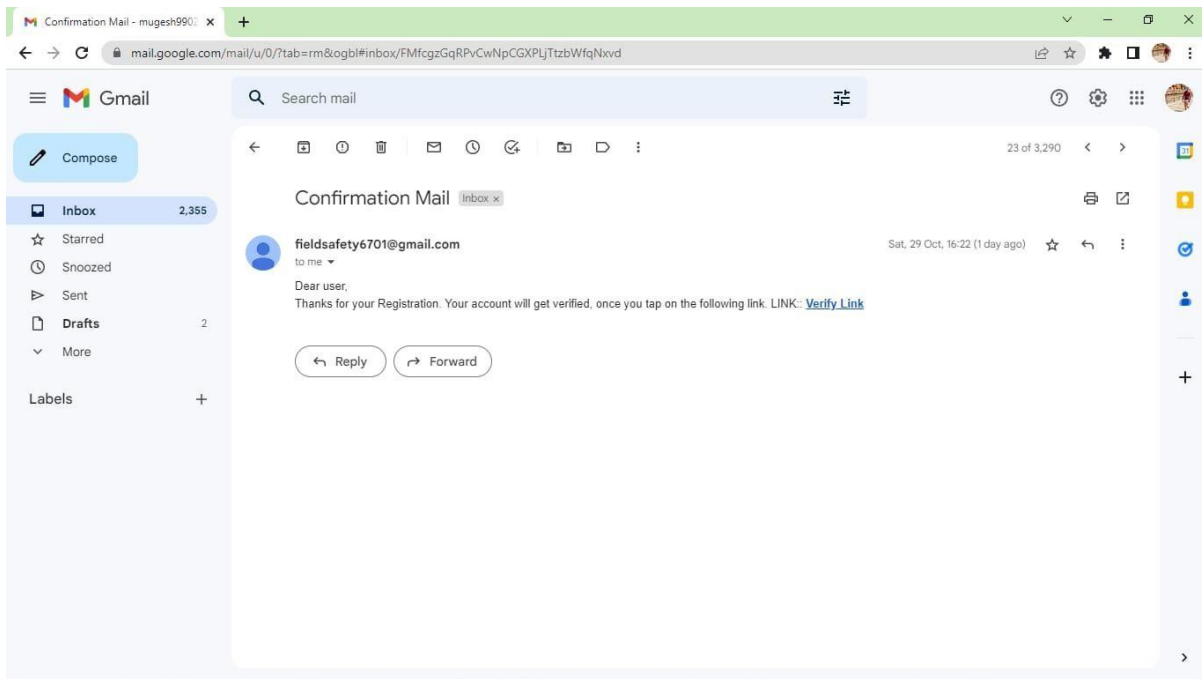 Confirmation Mail - mugesh990
mail.google.com/mail/u/0/?tab=rm&ogbl#inbox/FMfcgzGqRPvCwNpCGXPLjTtzbWfqNxvd
Gmail
Search mail
Compose
23 of 3,290
Confirmation Mail Inbox ×
Inbox 2,355
Starred
Snoozed
Sent
Drafts 2
More
Labels
fieldsafety6701@gmail.com Sat, 29 Oct, 16:22 (1 day ago)
to me
Dear user,
Thanks for your Registration. Your account will get verified, once you tap on the following link. LINK:: Verify Link
Reply Forward
31